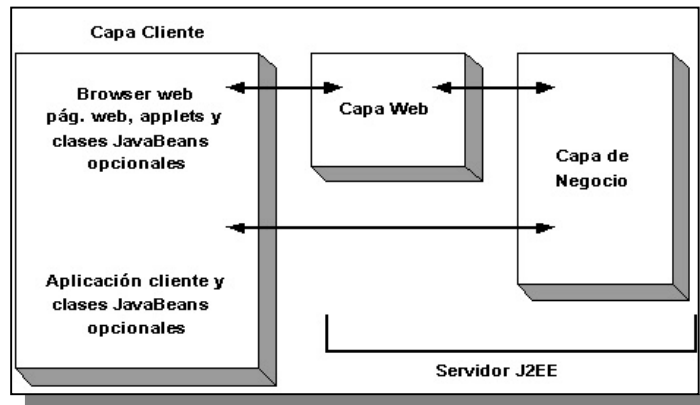 Capa Cliente
Browser web
pág. web, applets y
clases JavaBeans
opcionales
Capa Web
Capa de
Negocio
Aplicación cliente y
clases JavaBeans
opcionales
Servidor J2EE